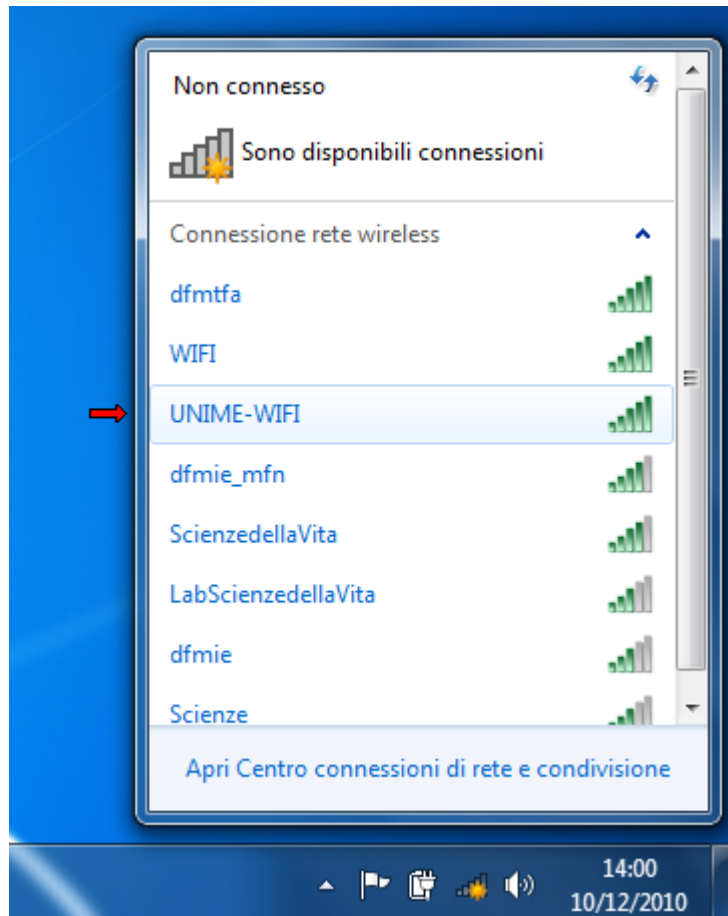 Non connesso
Sono disponibili connessioni
Connessione rete wireless
dfmtfa
WIFI
UNIME-WIFI
dfmie_mfn
ScienzedellaVita
LabScienzedellaVita
dfmie
Scienze
Apri Centro connessioni di rete e condivisione
14:00
10/12/2010